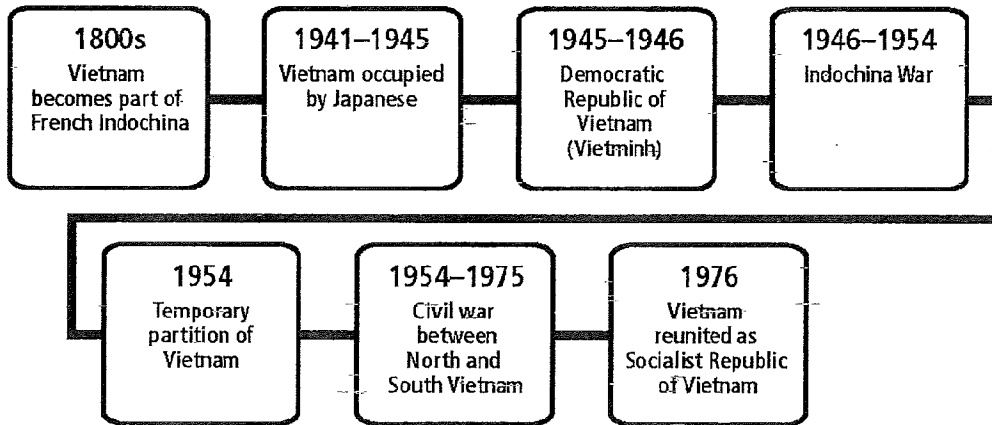 1800s
Vietnam
becomes part of
French Indochina
1941–1945
Vietnam occupied
by Japanese
1945–1946
Democratic
Republic of
Vietnam
(Vietminh)
1946–1954
Indochina War
1954
Temporary
partition of
Vietnam
1954–1975
Civil war
between
North and
South Vietnam
1976
Vietnam
reunited as
Socialist Republic
of Vietnam